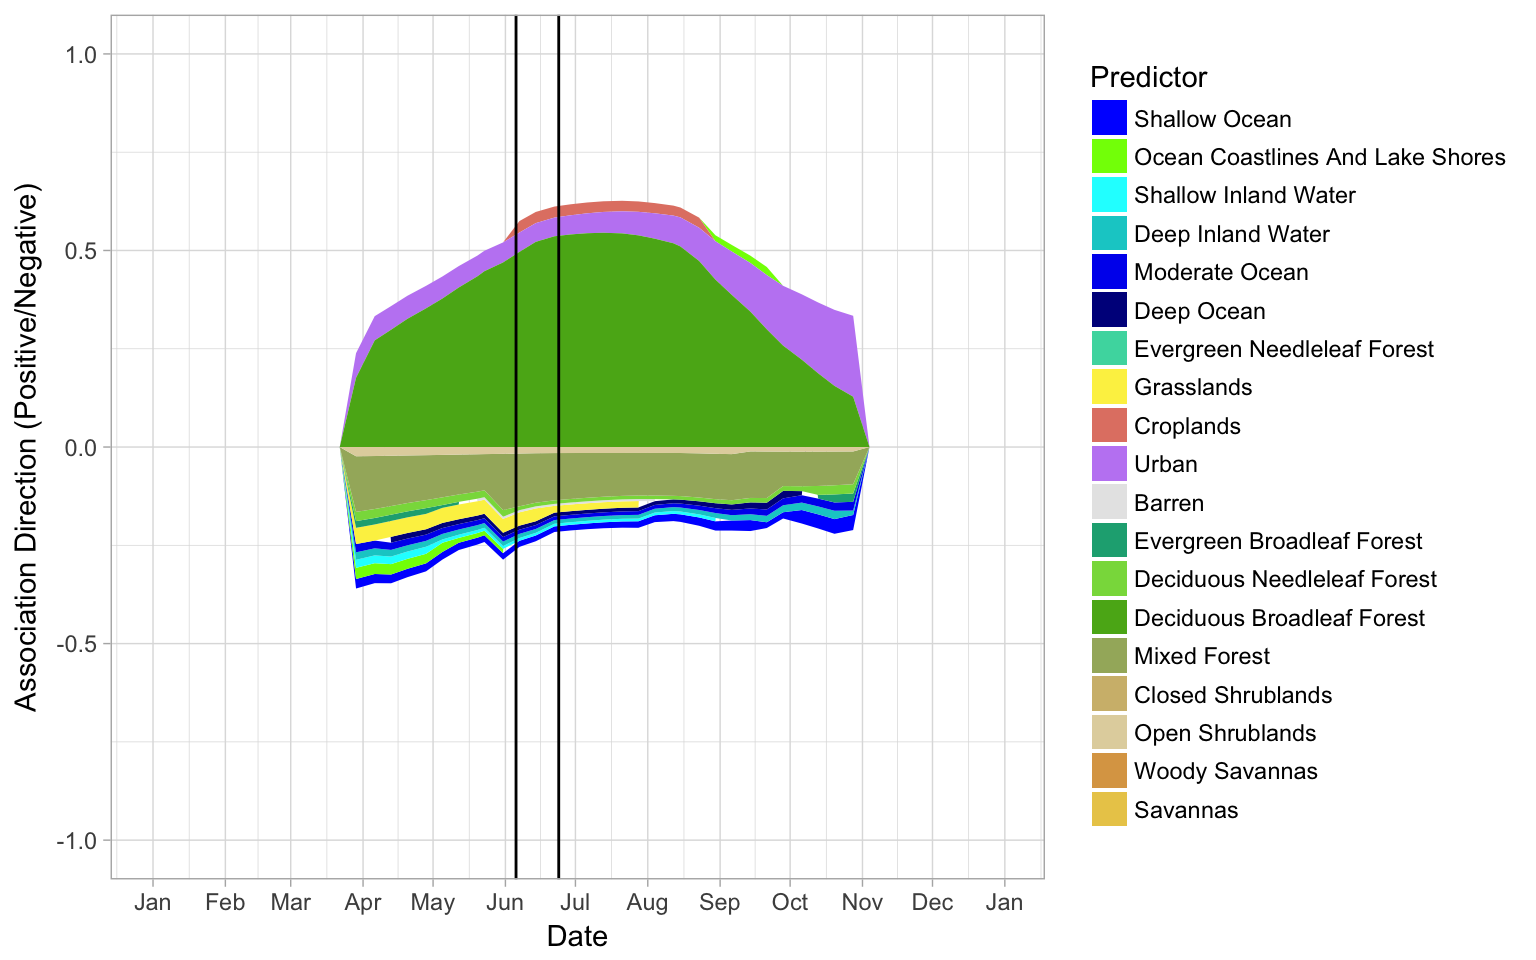 Association Direction (Positive/Negative)
1.0
0.5
0.0
-0.5
-1.0
Jan Feb Mar Apr May Jun Jul Aug Sep Oct Nov Dec Jan
Date
Predictor
Shallow Ocean
Ocean Coastlines And Lake Shores
Shallow Inland Water
Deep Inland Water
Moderate Ocean
Deep Ocean
Evergreen Needleleaf Forest
Grasslands
Croplands
Urban
Barren
Evergreen Broadleaf Forest
Deciduous Needleleaf Forest
Deciduous Broadleaf Forest
Mixed Forest
Closed Shrublands
Open Shrublands
Woody Savannas
Savannas